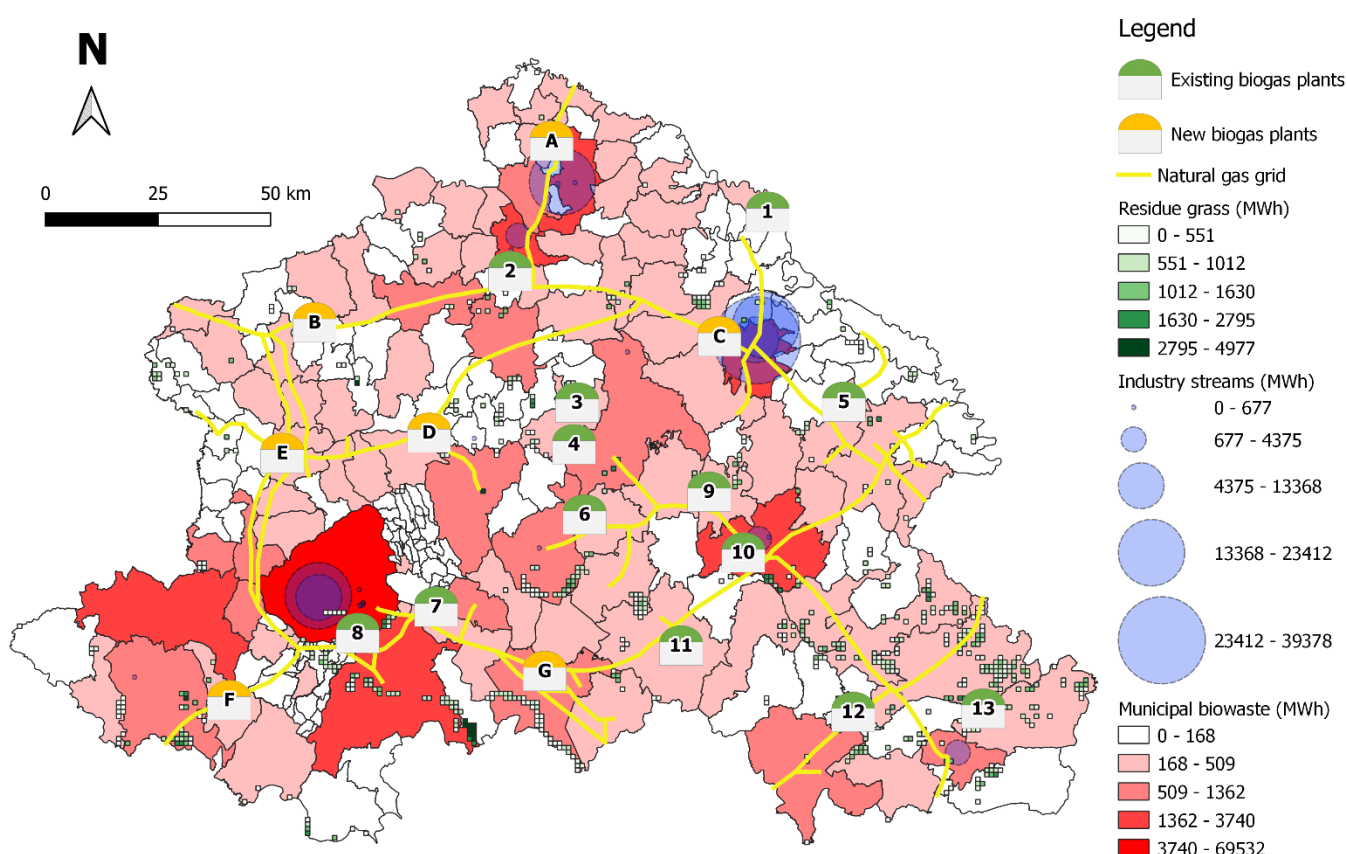 N
0 25 50 km
A
1
2
B
C
3
5
D
4
E
9
6
10
7
8
11
G
F
12
13
Legend
Existing biogas plants
New biogas plants
Natural gas grid
Residue grass (MWh)
0 - 551
551 - 1012
1012 - 1630
1630 - 2795
2795 - 4977
Industry streams (MWh)
0 - 677
677 - 4375
4375 - 13368
13368 - 23412
23412 - 39378
Municipal biowaste (MWh)
0 - 168
168 - 509
509 - 1362
1362 - 3740
3740 - 69532